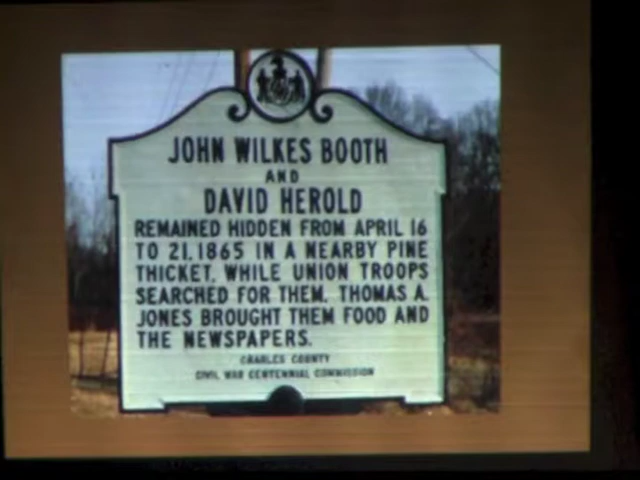 JOHN WILKES BOOTH
AND
DAVID HEROLD
REMAINED HIDDEN FROM APRIL 16
TO 21, 1865 IN A NEARBY PINE
THICKET, WHILE UNION TROOPS
SEARCHED FOR THEM. THOMAS A.
JONES BROUGHT THEM FOOD AND
THE NEWSPAPERS.
CHARLES COUNTY
CIVIL WAR CENTENNIAL COMMISSION